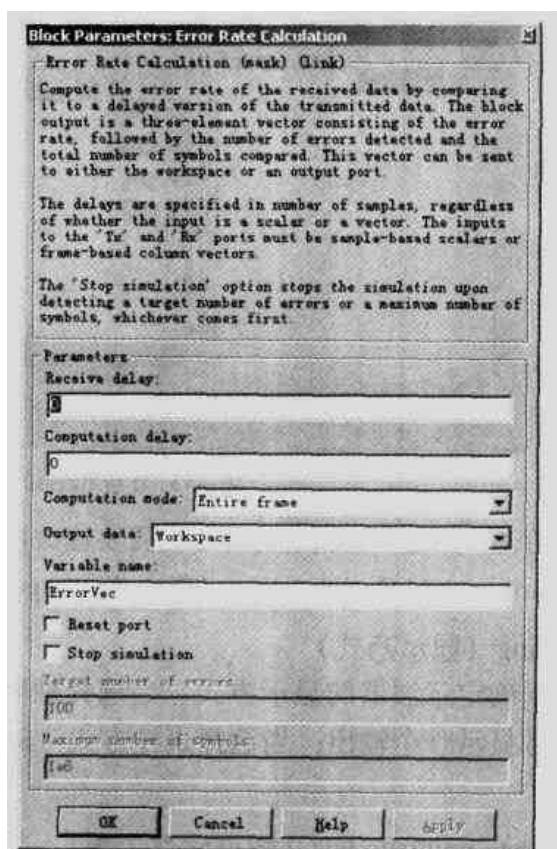 Block Parameters: Error Rate Calculation
Error Rate Calculation (mask) (link)
Compute the error rate of the received data by comparing
it to a delayed version of the transmitted data. The block
output is a three-element vector consisting of the error
rate, followed by the number of errors detected and the
total number of symbols compared. This vector can be sent
to either the workspace or an output port.
The delays are specified in number of samples, regardless
of whether the input is a scalar or a vector. The inputs
to the 'Tx' and 'Rx' ports must be sample-based scalars or
frame-based column vectors.
The 'Stop simulation' option stops the simulation upon
detecting a target number of errors or a maximum number of
symbols, whichever comes first.
Parameters
Receive delay:
0
Computation delay:
0
Computation mode: Entire frame
Output data: Workspace
Variable name:
ErrorVec
Reset port
Stop simulation
Target number of errors:
100
Maximum number of symbols:
1e6
OK Cancel Help Apply